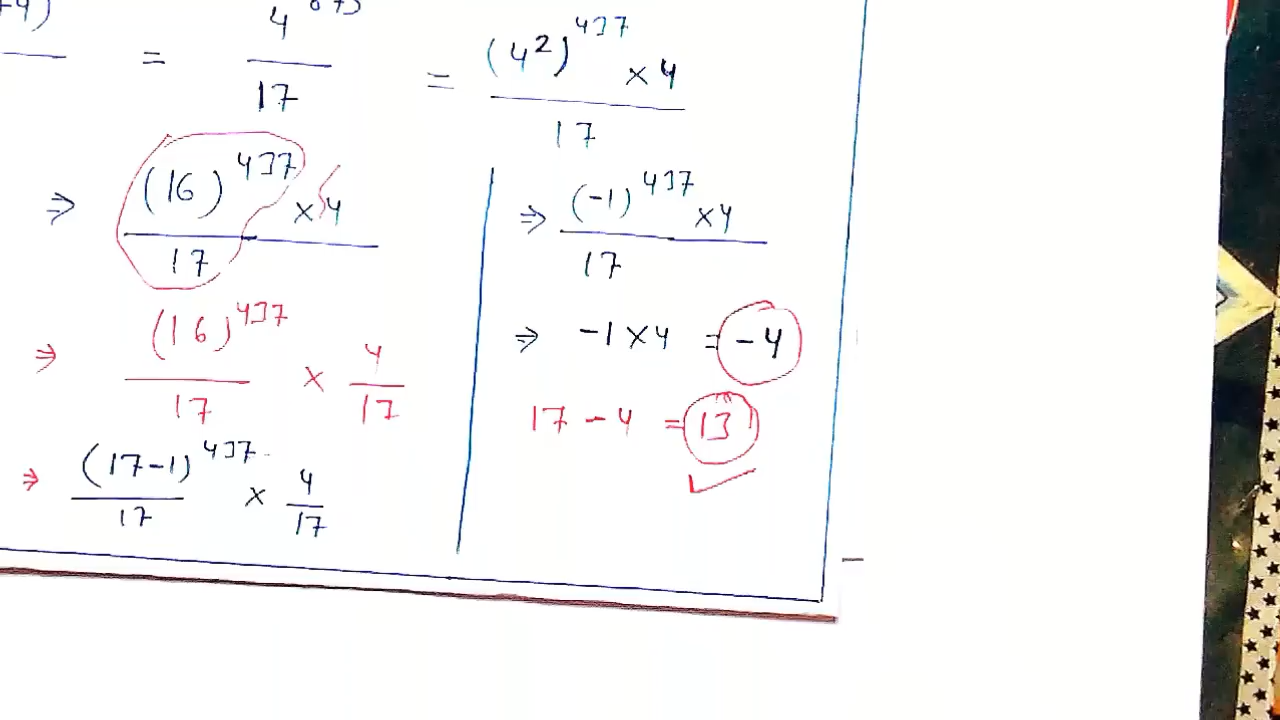 +4)
= 4^875 / 17 = (4²)^437 × 4 / 17
⇒ (16)^437 × 4 / 17
⇒ (16)^437 / 17 × 4 / 17
⇒ (17-1)^437 / 17 × 4 / 17
⇒ (-1)^437 × 4 / 17
⇒ -1 × 4 = -4
17 - 4 = 13